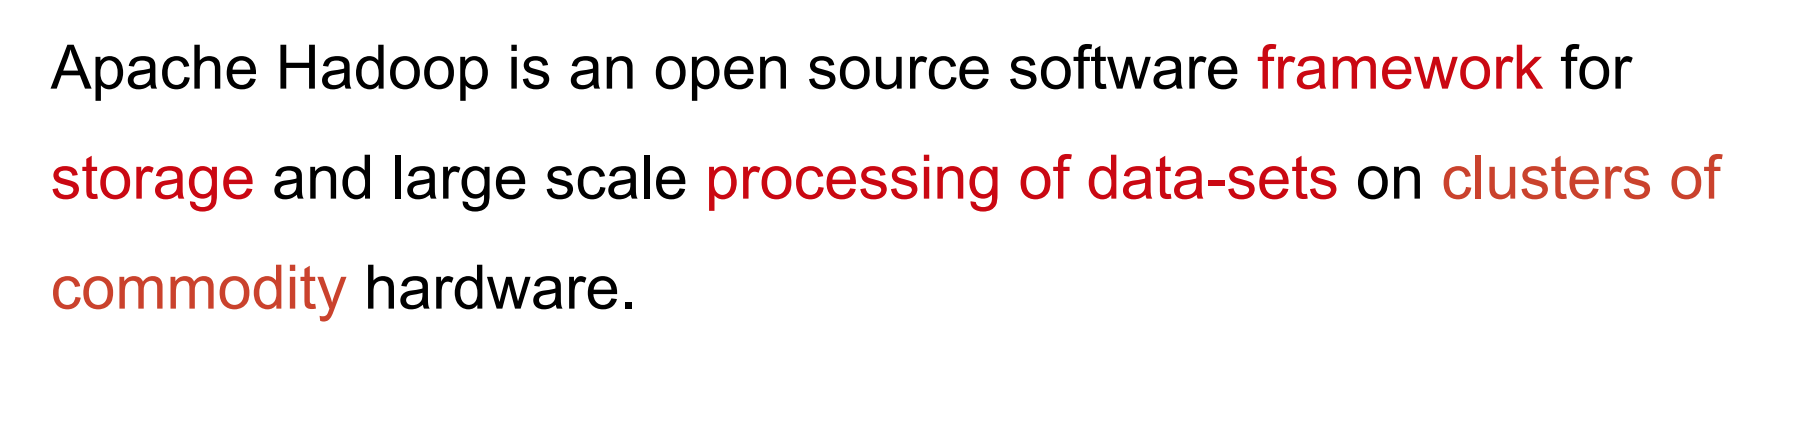 Apache Hadoop is an open source software framework for
storage and large scale processing of data-sets on clusters of
commodity hardware.